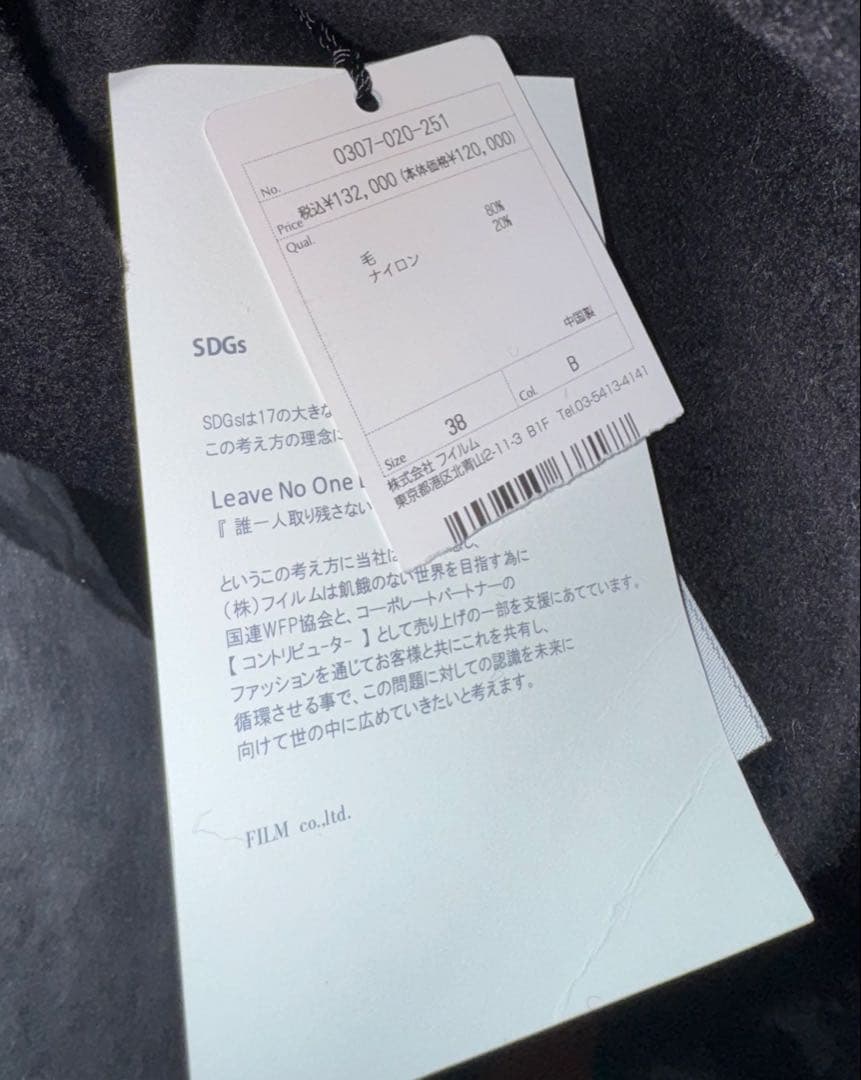 No. 0307-020-251
Price 税込¥132,000 (本体価格¥120,000)
Qual.
毛 80%
ナイロン 20%
中国製
Size 38 Col. B
株式会社 フィルム
東京都港区北青山2-11-3 B1F Tel.03-5413-4141
SDGs
SDGsは17の大きな
この考え方の理念に
Leave No One
『 誰一人取り残さない
というこの考え方に当社は
(株)フイルムは飢餓のない世界を目指す為に
国連WFP協会と、コーポレートパートナーの
【 コントリビューター 】として売り上げの一部を支援にあてています。
ファッションを通じてお客様と共にこれを共有し、
循環させる事で、この問題に対しての認識を未来に
向けて世の中に広めていきたいと考えます。
FILM co.,ltd.